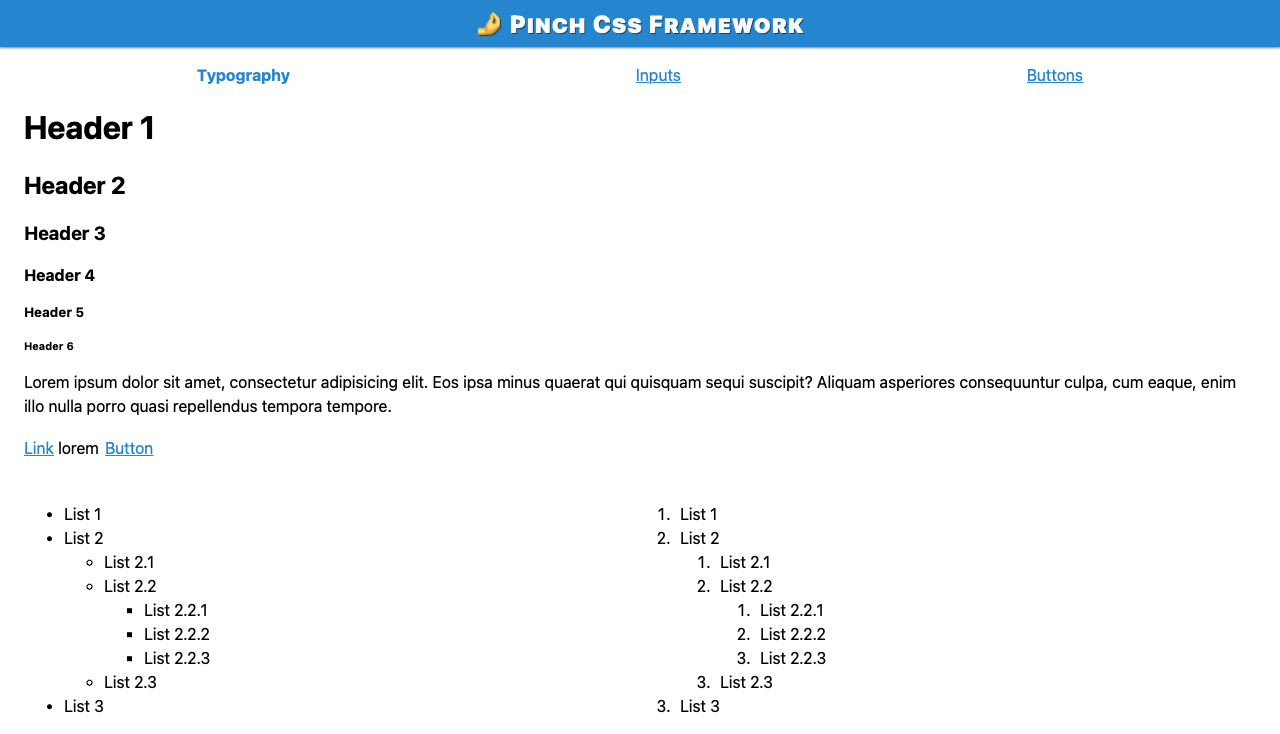 🤌 Pinch Css Framework
Typography Inputs Buttons
Header 1
Header 2
Header 3
Header 4
Header 5
Header 6
Lorem ipsum dolor sit amet, consectetur adipisicing elit. Eos ipsa minus quaerat qui quisquam sequi suscipit? Aliquam asperiores consequuntur culpa, cum eaque, enim
illo nulla porro quasi repellendus tempora tempore.
Link lorem Button
• List 1
• List 2
◦ List 2.1
◦ List 2.2
▪ List 2.2.1
▪ List 2.2.2
▪ List 2.2.3
◦ List 2.3
• List 3
1. List 1
2. List 2
1. List 2.1
2. List 2.2
1. List 2.2.1
2. List 2.2.2
3. List 2.2.3
3. List 2.3
3. List 3